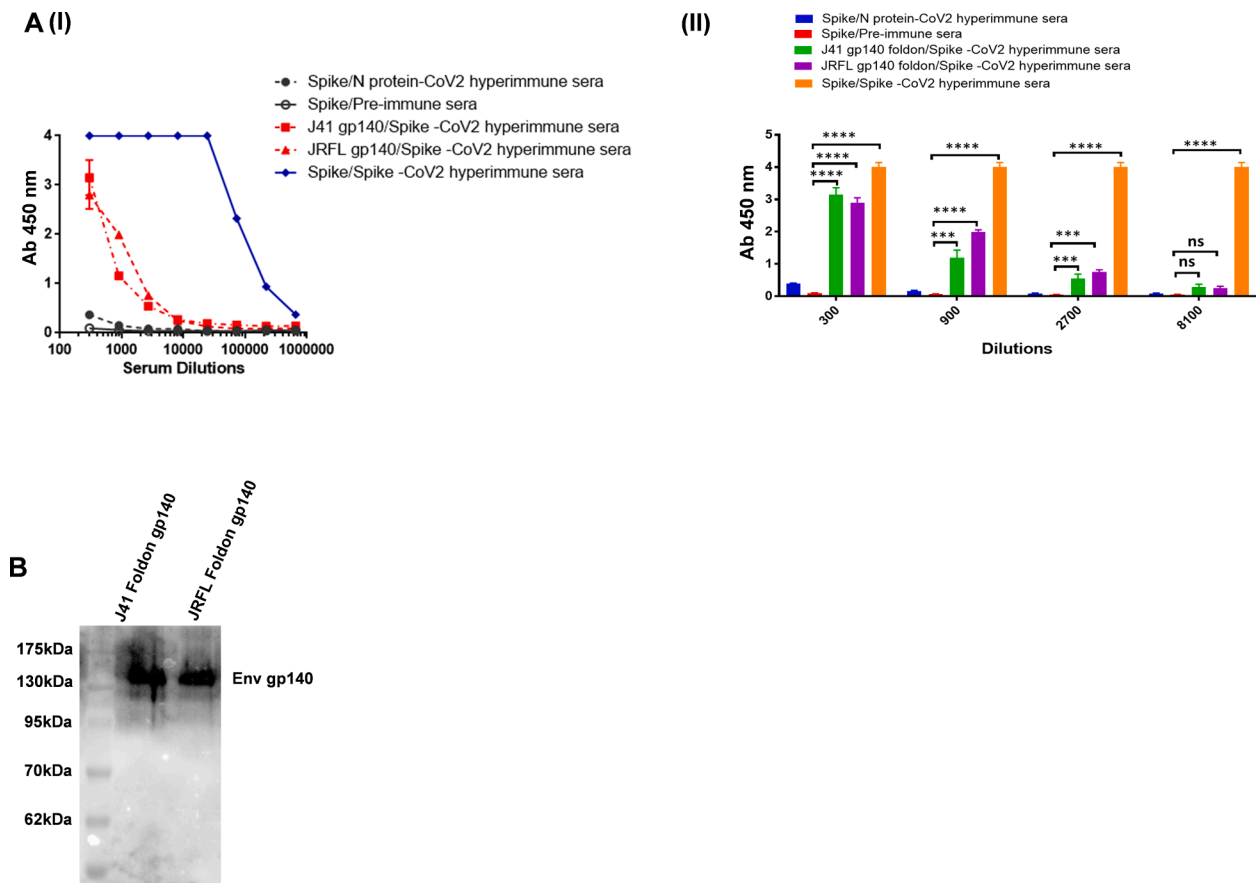 A (I)
Spike/N protein-CoV2 hyperimmune sera
Spike/Pre-immune sera
J41 gp140/Spike -CoV2 hyperimmune sera
JRFL gp140/Spike -CoV2 hyperimmune sera
Spike/Spike -CoV2 hyperimmune sera
Ab 450 nm
4
3
2
1
0
100 1000 10000 100000 1000000
Serum Dilutions
(II)
Spike/N protein-CoV2 hyperimmune sera
Spike/Pre-immune sera
J41 gp140 foldon/Spike -CoV2 hyperimmune sera
JRFL gp140 foldon/Spike -CoV2 hyperimmune sera
Spike/Spike -CoV2 hyperimmune sera
Ab 450 nm
5
4
3
2
1
0
****
****
****
****
****
***
****
***
***
****
ns
ns
300 900 2700 8100
Dilutions
B
J41 Foldon gp140
JRFL Foldon gp140
175kDa
130kDa
95kDa
70kDa
62kDa
Env gp140